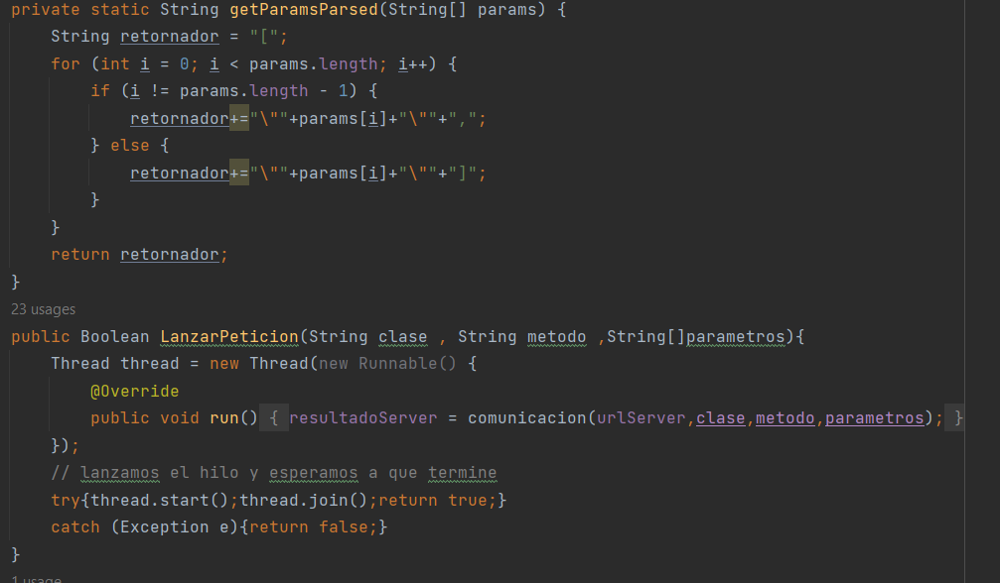 private static String getParamsParsed(String[] params) {
String retornador = "[";
for (int i = 0; i < params.length; i++) {
if (i != params.length - 1) {
retornador+="\""+params[i]+"\""+",";
} else {
retornador+="\""+params[i]+"\""+"]";
}
}
return retornador;
}
23 usages
public Boolean LanzarPeticion(String clase , String metodo ,String[]parametros){
Thread thread = new Thread(new Runnable() {
@Override
public void run() { resultadoServer = comunicacion(urlServer,clase,metodo,parametros); }
});
// lanzamos el hilo y esperamos a que termine
try{thread.start();thread.join();return true;}
catch (Exception e){return false;}
}
1 usage